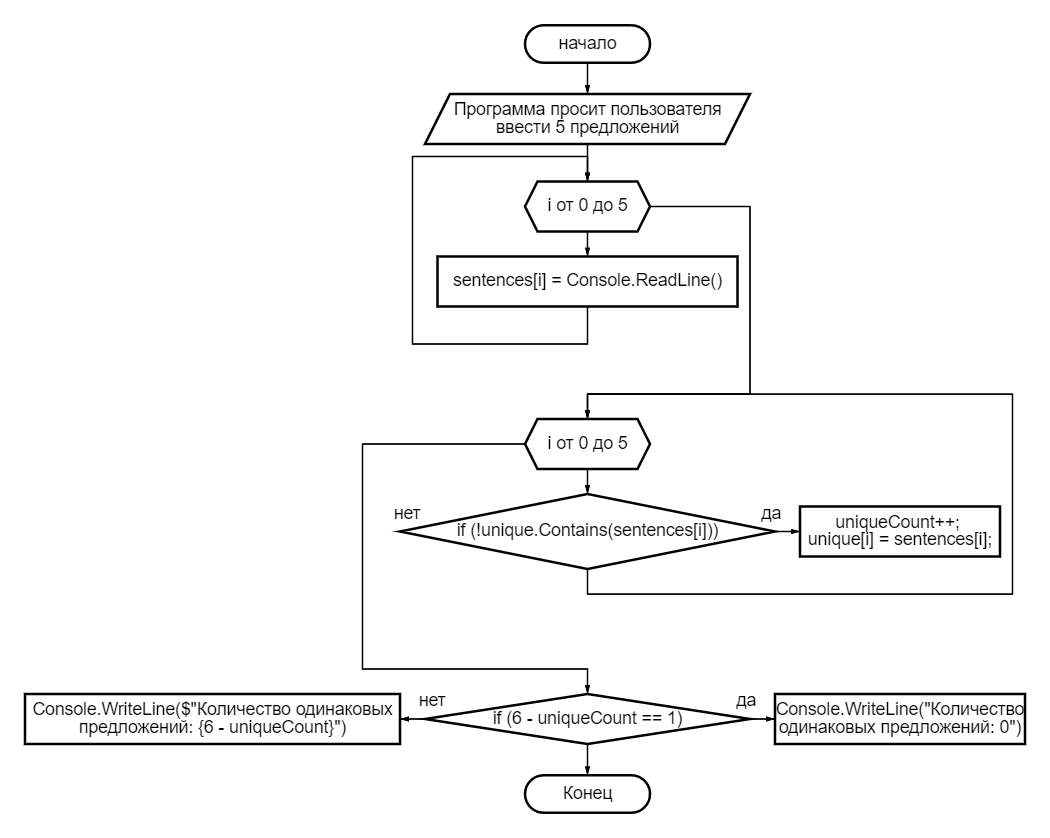 начало
Программа просит пользователя
ввести 5 предложений
i от 0 до 5
sentences[i] = Console.ReadLine()
i от 0 до 5
нет
if (!unique.Contains(sentences[i]))
да
uniqueCount++;
unique[i] = sentences[i];
Console.WriteLine($"Количество одинаковых
предложений: {6 - uniqueCount}")
нет
if (6 - uniqueCount == 1)
да
Console.WriteLine("Количество
одинаковых предложений: 0")
Конец